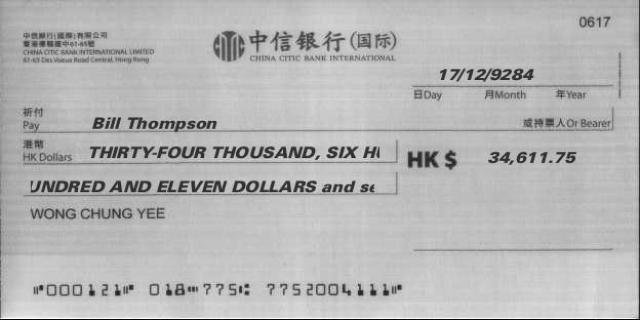 0617
中信銀行(國際)有限公司
香港德輔道中61-65號
CHINA CITIC BANK INTERNATIONAL LIMITED
61-65 Des Voeux Road Central, Hong Kong
中信银行(国际)
CHINA CITIC BANK INTERNATIONAL
17/12/9284
日Day 月Month 年Year
祈付
Pay Bill Thompson 或持票人Or Bearer
港幣
HK Dollars THIRTY-FOUR THOUSAND, SIX HU
HK $ 34,611.75
UNDRED AND ELEVEN DOLLARS and se
WONG CHUNG YEE
⑈000121⑈ 018⑉775⑆ 775200411⑈